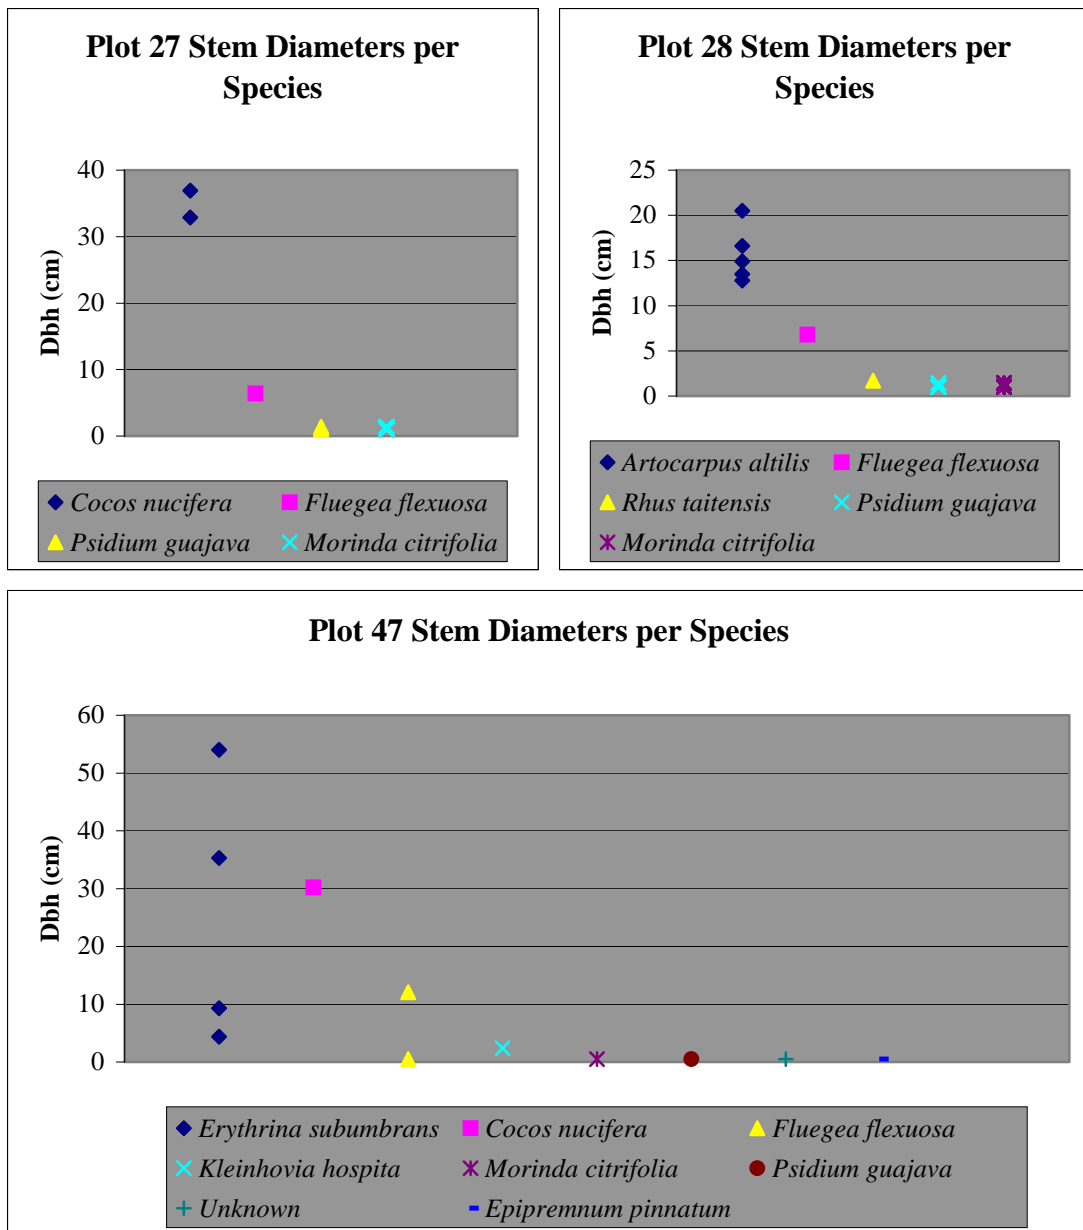 Plot 27 Stem Diameters per
Species
40
30
20
10
0
Dbh (cm)
Cocos nucifera Fluegea flexuosa
Psidium guajava Morinda citrifolia
Plot 28 Stem Diameters per
Species
25
20
15
10
5
0
Dbh (cm)
Artocarpus altilis Fluegea flexuosa
Rhus taitensis Psidium guajava
Morinda citrifolia
Plot 47 Stem Diameters per Species
60
50
40
30
20
10
0
Dbh (cm)
Erythrina subumbrans Cocos nucifera Fluegea flexuosa
Kleinhovia hospita Morinda citrifolia Psidium guajava
Unknown Epipremnum pinnatum